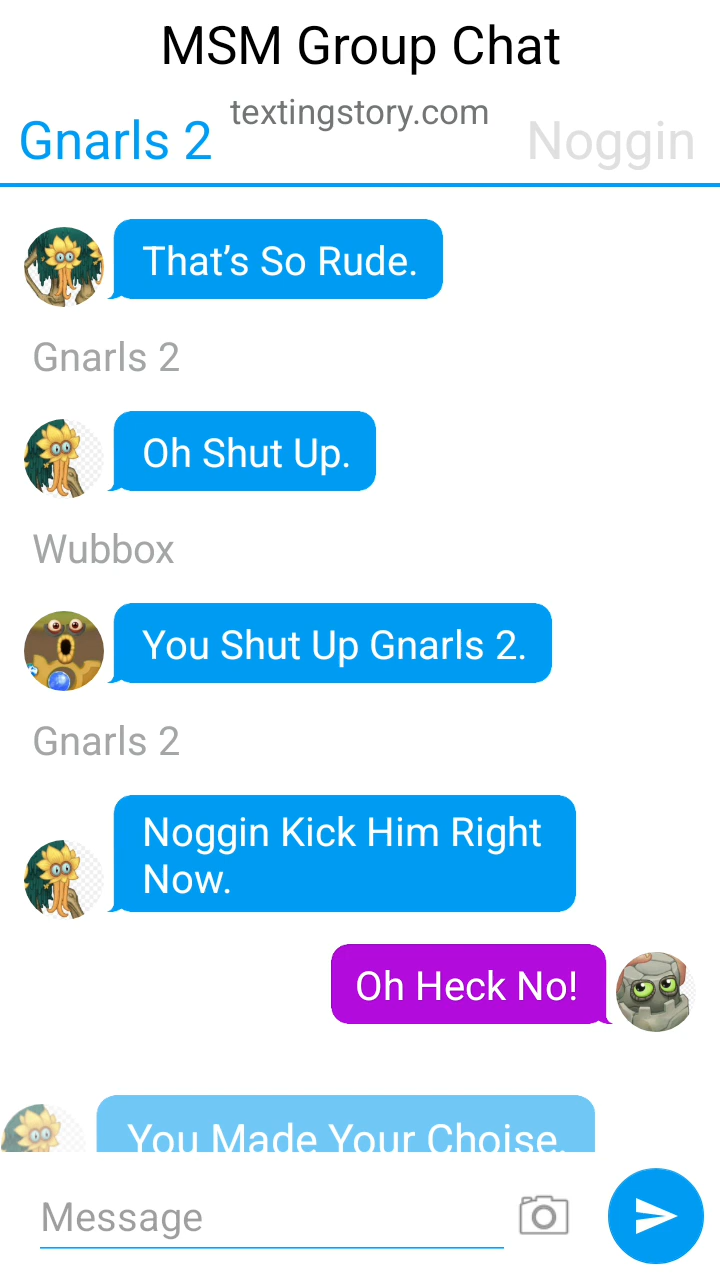 MSM Group Chat
textingstory.com
Gnarls 2
Noggin
That’s So Rude.
Gnarls 2
Oh Shut Up.
Wubbox
You Shut Up Gnarls 2.
Gnarls 2
Noggin Kick Him Right
Now.
Oh Heck No!
You Made Your Choise.
Message